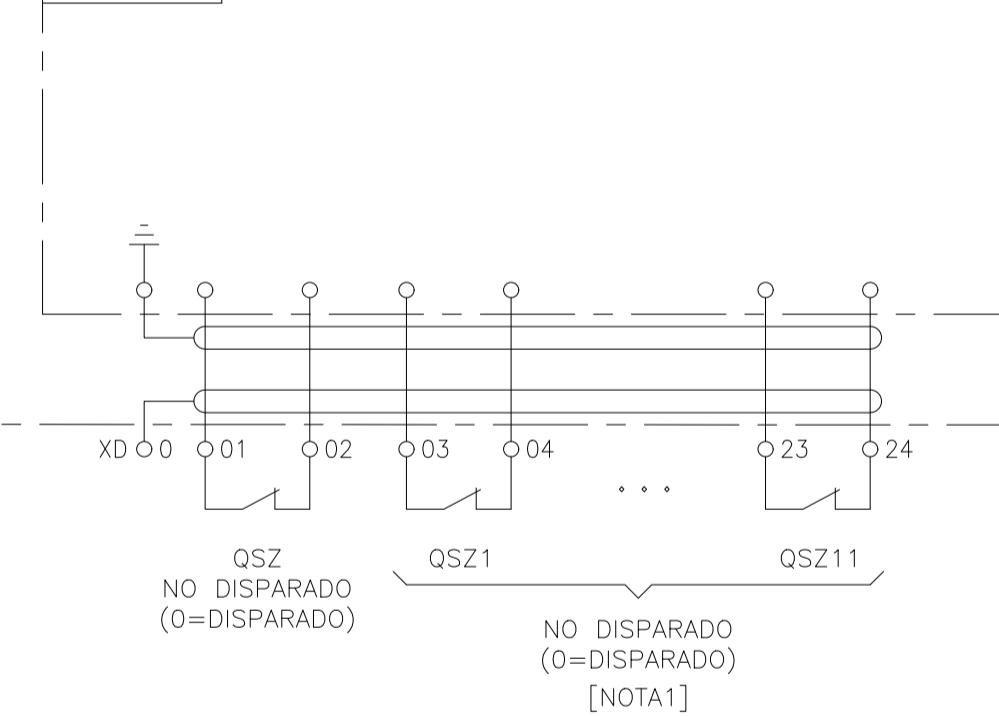 XD 0 01 02 03 04 23 24
QSZ QSZ1 QSZ11
NO DISPARADO
(0=DISPARADO)
NO DISPARADO
(0=DISPARADO)
[NOTA1]